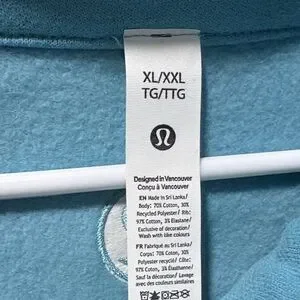 XL/XXL
TG/TTG
Designed in Vancouver
Conçu à Vancouver
EN Made in Sri Lanka/
Body: 70% Cotton, 30%
Recycled Polyester/ Rib:
97% Cotton, 3% Elastane/
Exclusive of decoration/
Wash with like colours
FR Fabriqué au Sri Lanka/
Corps: 70% Coton, 30%
Polyester recyclé/ Côte:
97% Coton, 3% Élasthanne/
Sauf la décoration/ Lavage
avec des couleurs similaires